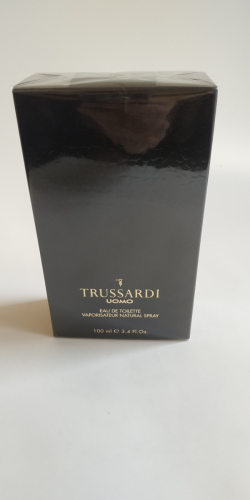 TRUSSARDI
UOMO
EAU DE TOILETTE
VAPORISATEUR NATURAL SPRAY
100 ml ℮ 3.4 Fl.Oz.